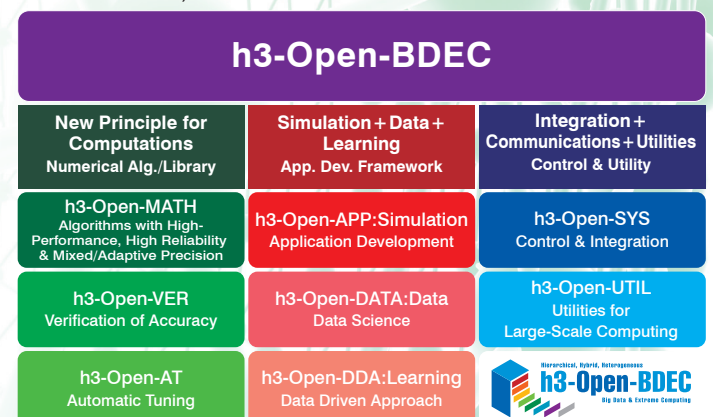 h3-Open-BDEC
New Principle for
Computations
Numerical Alg./Library
Simulation+Data+
Learning
App. Dev. Framework
Integration+
Communications+Utilities
Control & Utility
h3-Open-MATH
Algorithms with High-
Performance, High Reliability
& Mixed/Adaptive Precision
h3-Open-APP:Simulation
Application Development
h3-Open-SYS
Control & Integration
h3-Open-VER
Verification of Accuracy
h3-Open-DATA:Data
Data Science
h3-Open-UTIL
Utilities for
Large-Scale Computing
h3-Open-AT
Automatic Tuning
h3-Open-DDA:Learning
Data Driven Approach
Hierarchical, Hybrid, Heterogeneous
h3-Open-BDEC
Big Data & Extreme Computing